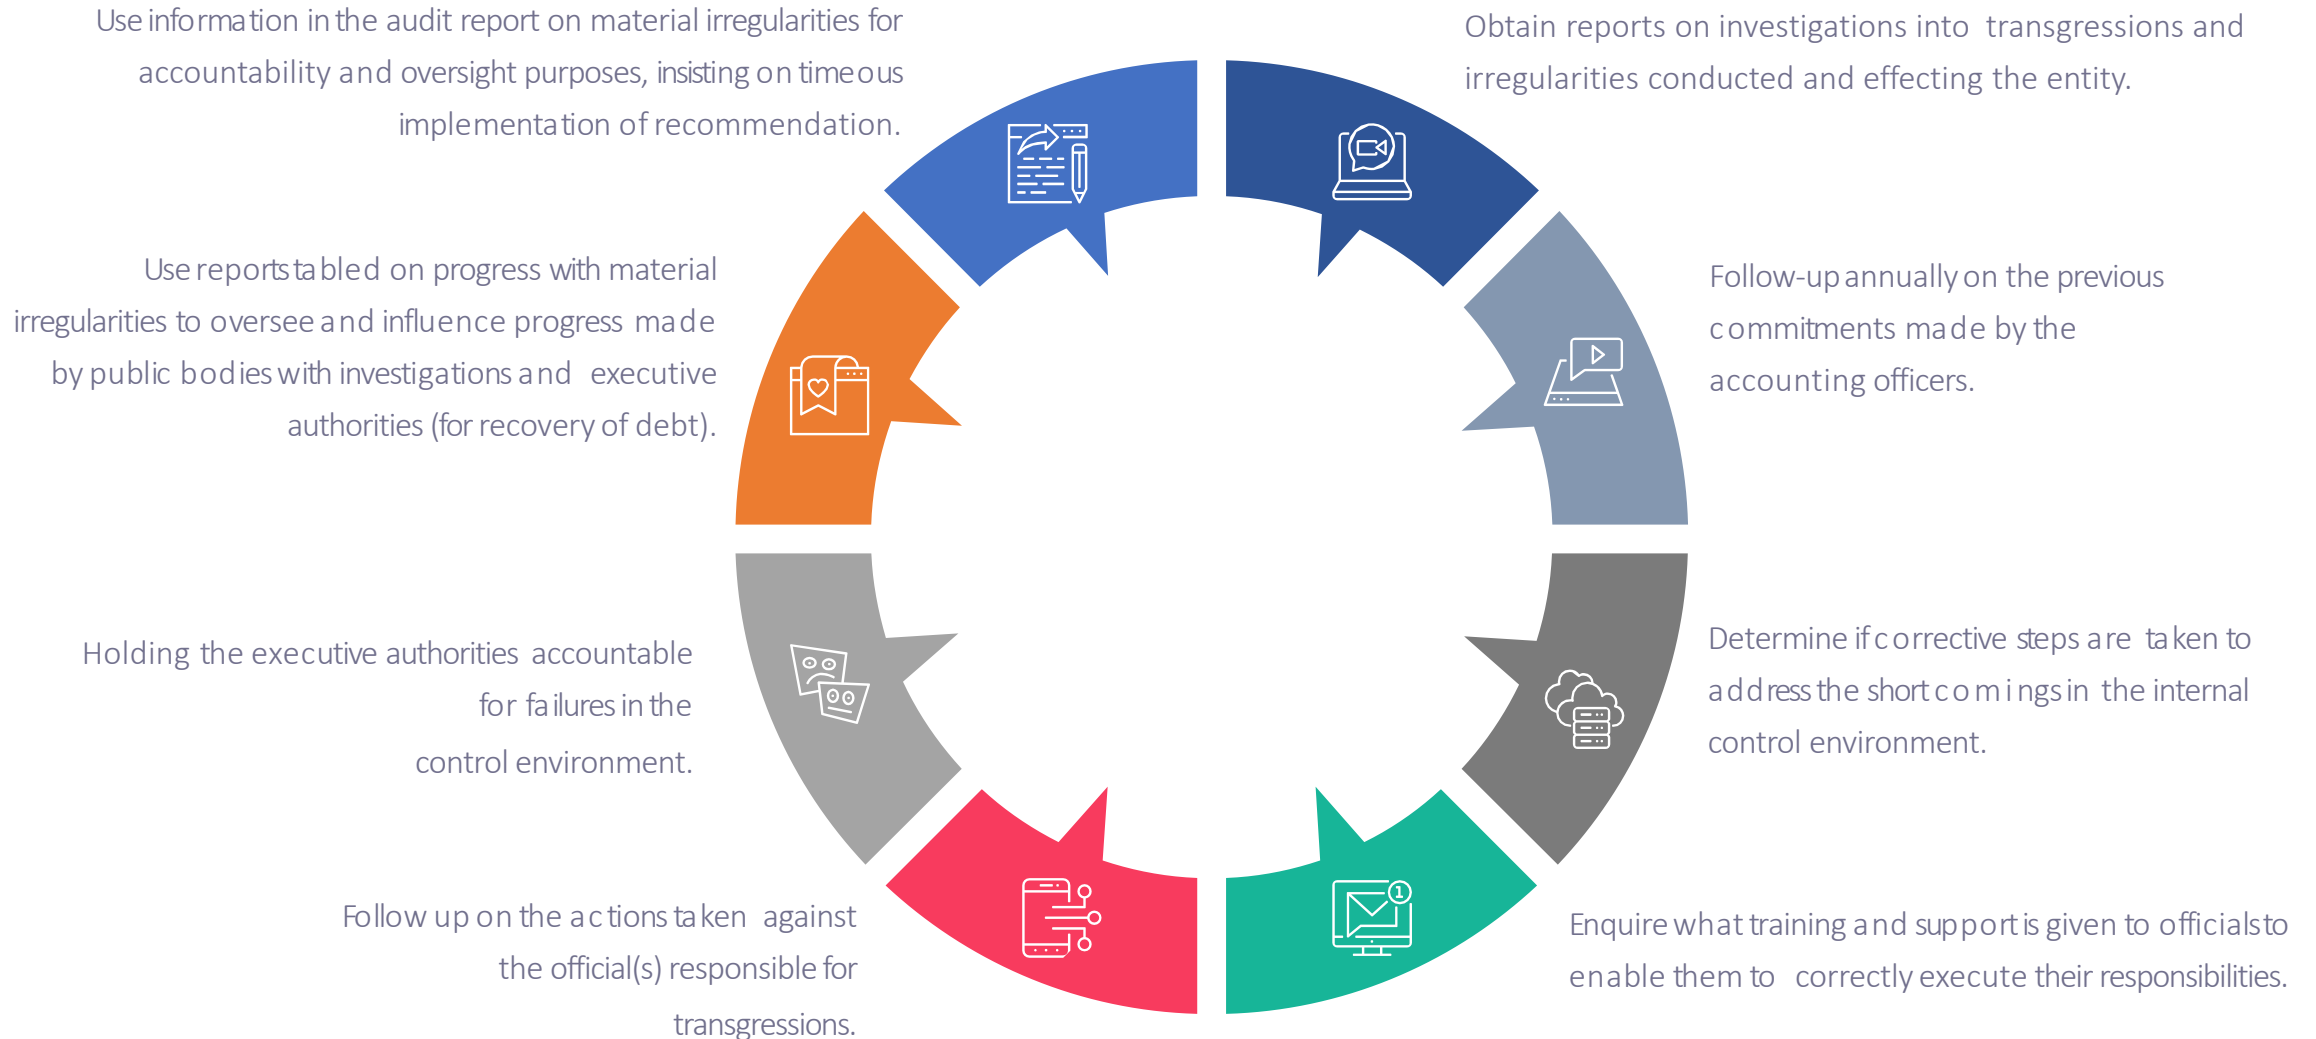 Use information in the audit report on material irregularities for
accountability and oversight purposes, insisting on timeous
implementation of recommendation.
Obtain reports on investigations into transgressions and
irregularities conducted and effecting the entity.
Use reports tabled on progress with material
irregularities to oversee and influence progress made
by public bodies with investigations and executive
authorities (for recovery of debt).
Follow-up annually on the previous
commitments made by the
accounting officers.
Holding the executive authorities accountable
for failures in the
control environment.
Determine if corrective steps are taken to
address the shortcomings in the internal
control environment.
Follow up on the actions taken against
the official(s) responsible for
transgressions.
1
Enquire what training and support is given to officials to
enable them to correctly execute their responsibilities.